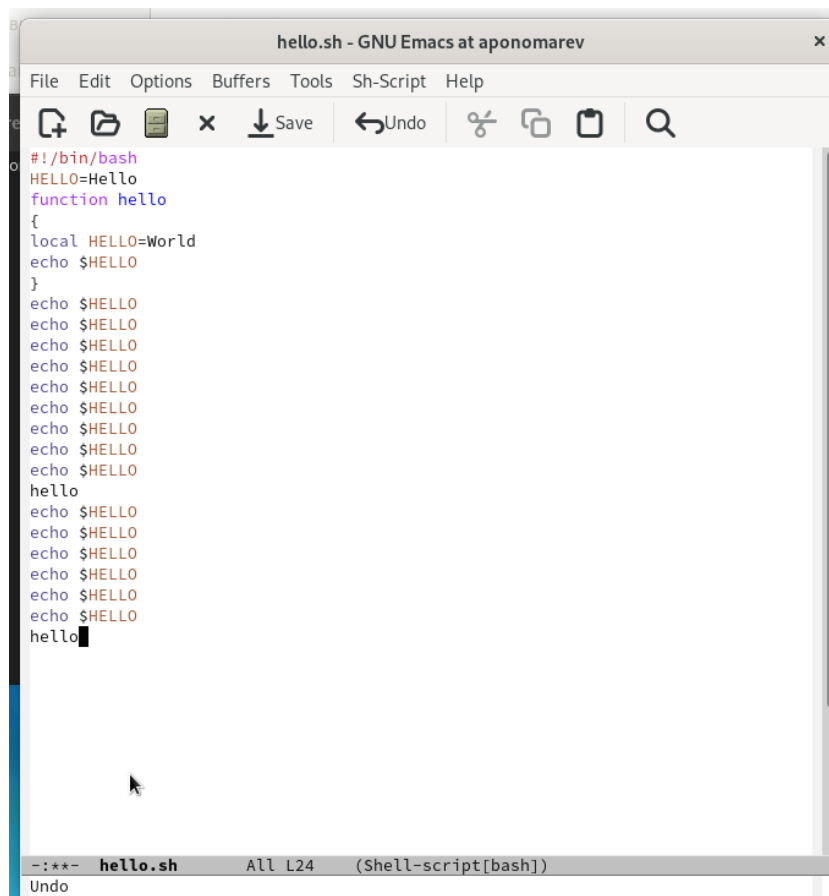 hello.sh - GNU Emacs at aponomarev
File Edit Options Buffers Tools Sh-Script Help
Save Undo
#!/bin/bash
HELLO=Hello
function hello
{
local HELLO=World
echo $HELLO
}
echo $HELLO
echo $HELLO
echo $HELLO
echo $HELLO
echo $HELLO
echo $HELLO
echo $HELLO
echo $HELLO
echo $HELLO
hello
echo $HELLO
echo $HELLO
echo $HELLO
echo $HELLO
echo $HELLO
echo $HELLO
hello
-:**- hello.sh All L24 (Shell-script[bash])
Undo